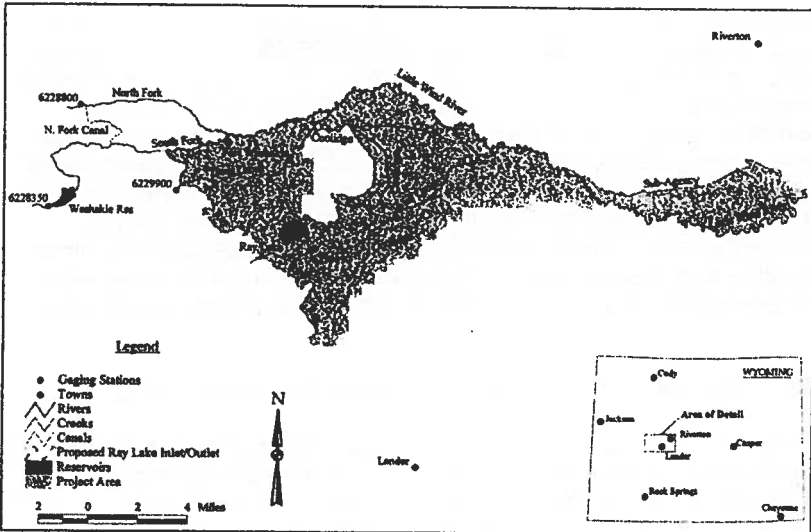 Riverton
Little Wind River
6228800
North Fork
N. Fork Canal
South Fork
Coolidge
6229900
6228350
Washakie Res
Sub-Agency
Ray
Legend
Gaging Stations
Towns
Rivers
Creeks
Canals
Proposed Ray Lake Inlet/Outlet
Reservoirs
Project Area
2 0 2 4 Miles
N
Lander
WYOMING
Cody
Jackson
Area of Detail
Riverton
Lander
Casper
Rock Springs
Cheyenne